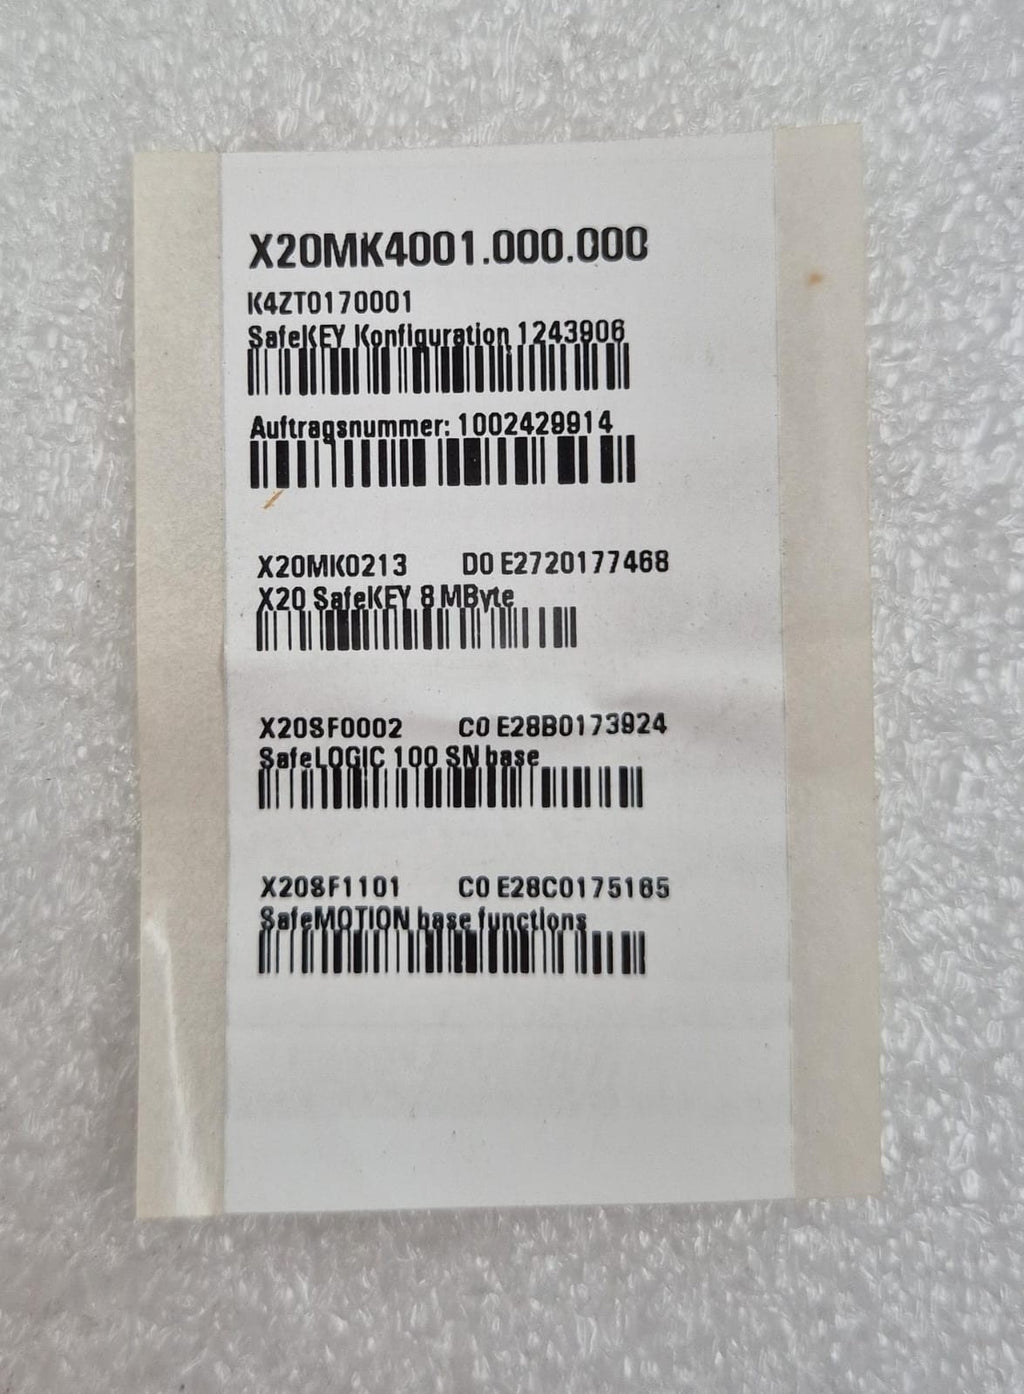 X20MK4001.000.000
K4ZT0170001
SafeKEY Konfiguration 1243906
Auftragsnummer: 1002429914
X20MK0213 D0 E2720177468
X20 SafeKEY 8 MByte
X20SF0002 C0 E28B0173924
SafeLOGIC 100 SN base
X20SF1101 C0 E28C0175165
SafeMOTION base functions